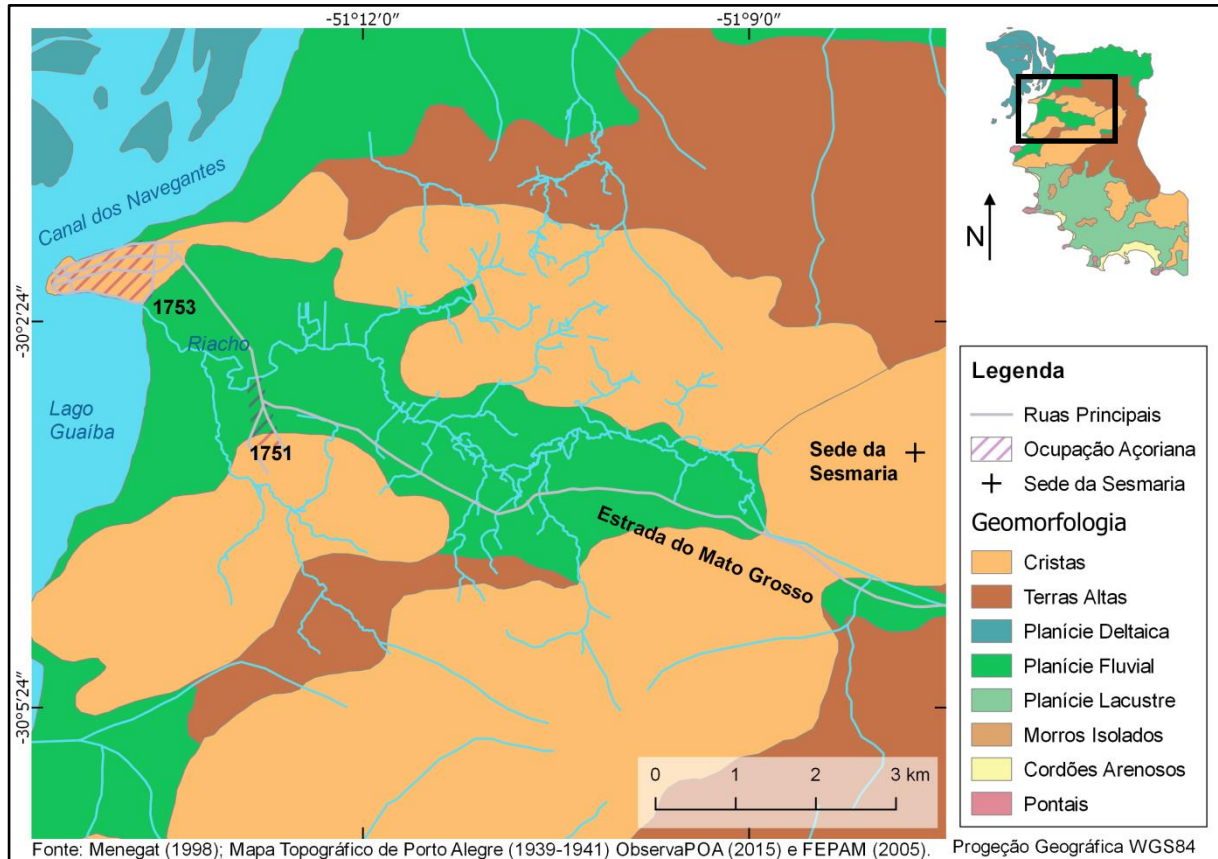 -51°12'0"
-51°9'0"
-30°2'24"
-30°5'24"
Canal dos Navegantes
1753
Riacho
Lago
Guaíba
1751
Sede da
Sesmaria
Estrada do Mato Grosso
0 1 2 3 km
N
Legenda
Ruas Principais
Ocupação Açoriana
Sede da Sesmaria
Geomorfologia
Cristas
Terras Altas
Planície Deltaica
Planície Fluvial
Planície Lacustre
Morros Isolados
Cordões Arenosos
Pontais
Fonte: Menegat (1998); Mapa Topográfico de Porto Alegre (1939-1941) ObservaPOA (2015) e FEPAM (2005).
Progeção Geográfica WGS84